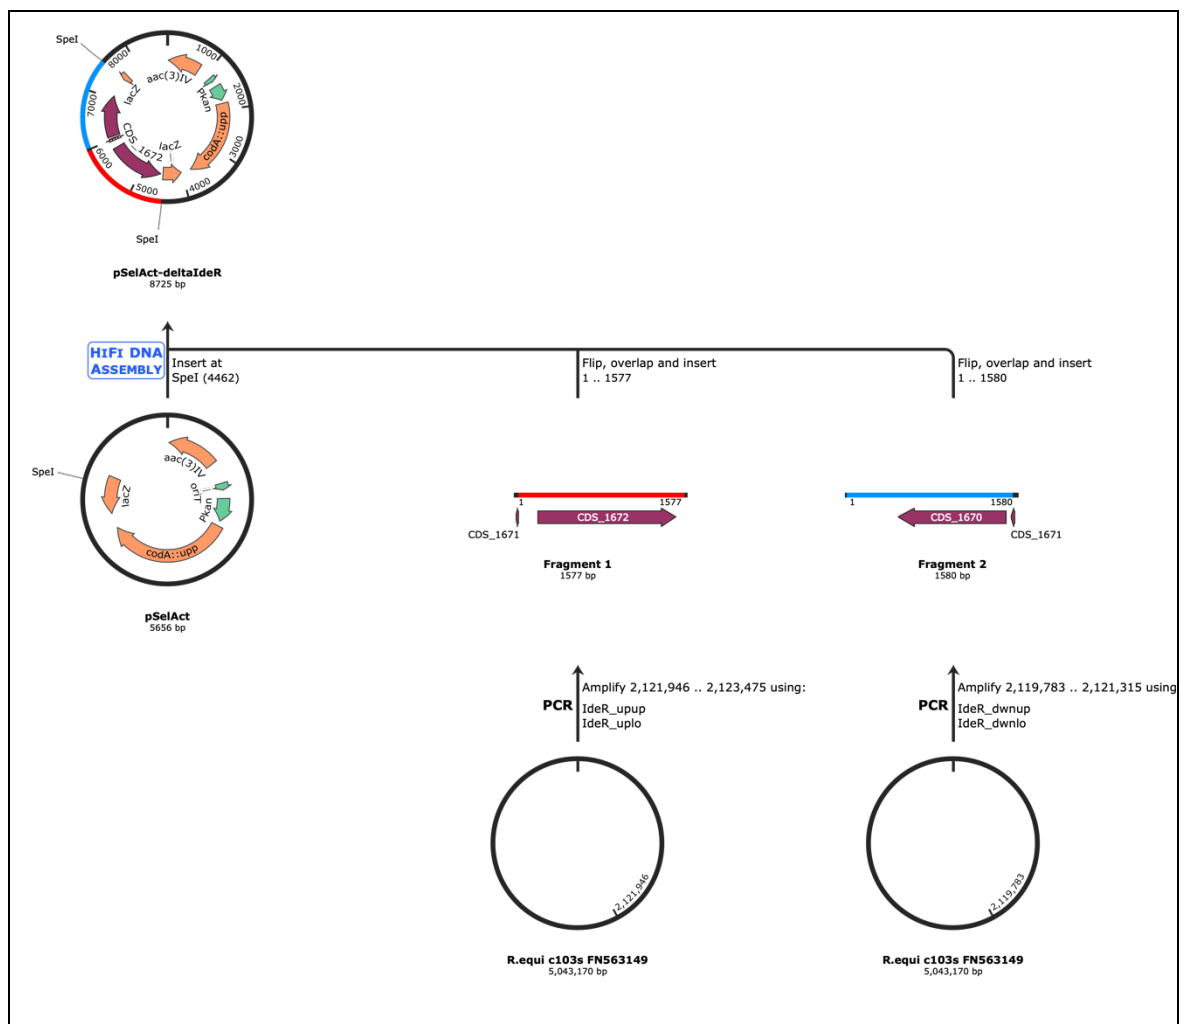 SpeI
8000
1000
aac(3)IV
2000
7000
lacZ
Pkan
CDS_1672
lacZ
codA::upp
6000
3000
5000
4000
SpeI
pSelAct-deltaIdeR
8725 bp
HiFi DNA
Assembly
Insert at
SpeI (4462)
Flip, overlap and insert
1 .. 1577
Flip, overlap and insert
1 .. 1580
SpeI
aac(3)IV
oriT
lacZ
Pkan
codA::upp
pSelAct
5656 bp
1
1577
CDS_1672
CDS_1671
Fragment 1
1577 bp
1
1580
CDS_1670
CDS_1671
Fragment 2
1580 bp
PCR
Amplify 2,121,946 .. 2,123,475 using:
IdeR_upup
IdeR_uplo
PCR
Amplify 2,119,783 .. 2,121,315 using
IdeR_dwnup
IdeR_dwnlo
2,121,946
2,119,783
R.equi c103s FN563149
5,043,170 bp
R.equi c103s FN563149
5,043,170 bp